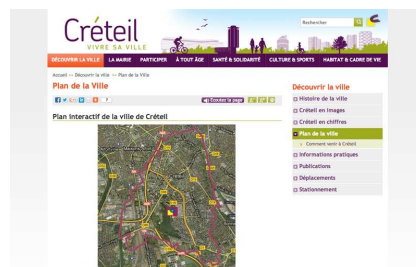 Créteil
VIVRE SA VILLE
Rechercher
DÉCOUVRIR LA VILLE LA MAIRIE PARTICIPER À TOUT ÂGE SANTÉ & SOLIDARITÉ CULTURE & SPORTS HABITAT & CADRE DE VIE
Accueil >> Découvrir la ville >> Plan de la Ville
Plan de la Ville
Ecouter la page
Plan interactif de la ville de Créteil
Découvrir la ville
Histoire de la ville
Créteil en images
Créteil en chiffres
Plan de la ville
Comment venir à Créteil
Informations pratiques
Publications
Déplacements
Stationnement